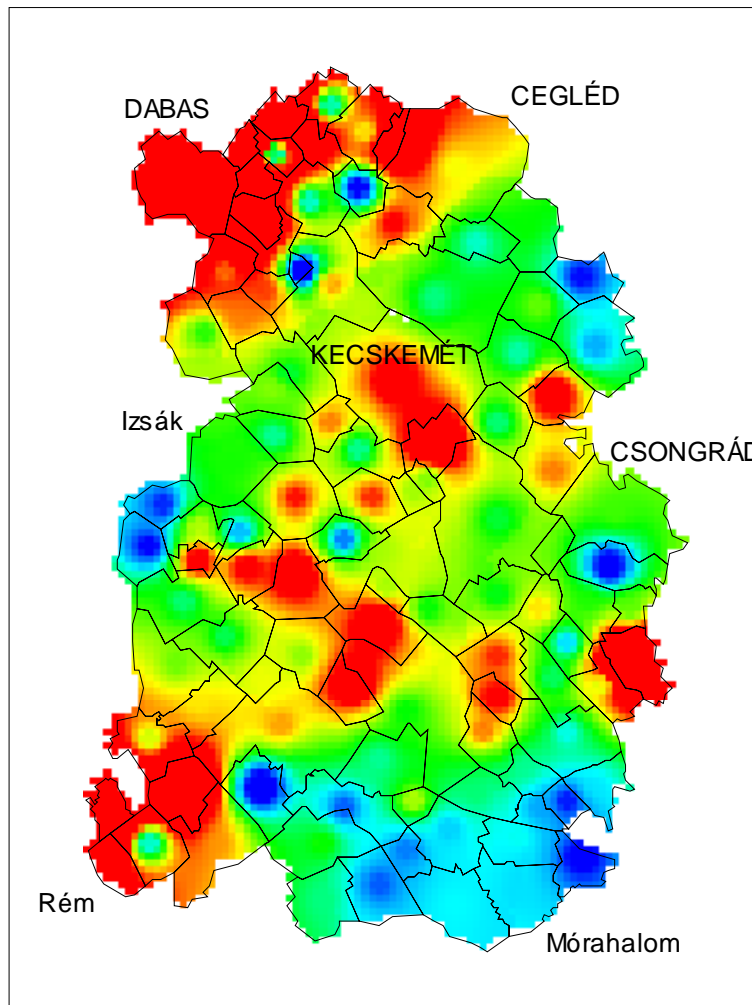 CEGLÉD
DABAS
KECSKEMÉT
Izsák
CSONGRÁD
Rém
Mórahalom